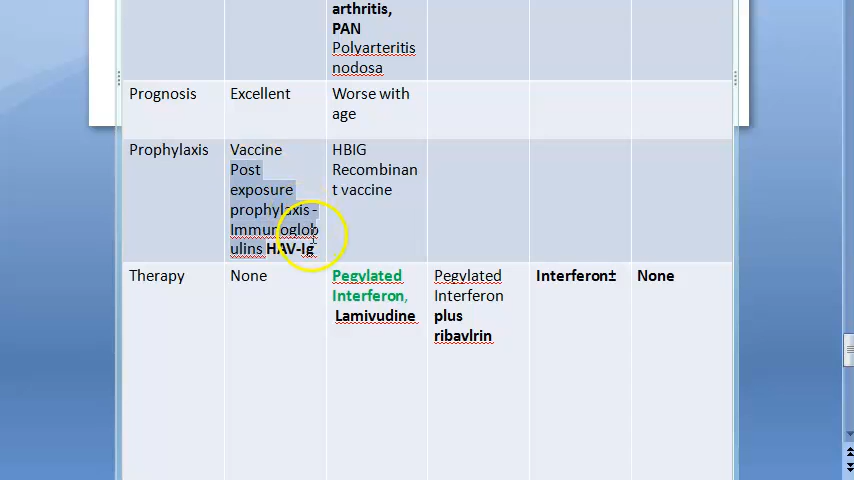 arthritis,
PAN
Polyarteritis
nodosa
Prognosis
Excellent
Worse with
age
Prophylaxis
Vaccine
Post
exposure
prophylaxis -
Immunoglob
ulins HAV-Ig
HBIG
Recombinan
t vaccine
Therapy
None
Pegylated
Interferon,
Lamivudine
Pegylated
Interferon
plus
ribavlrin
Interferon±
None